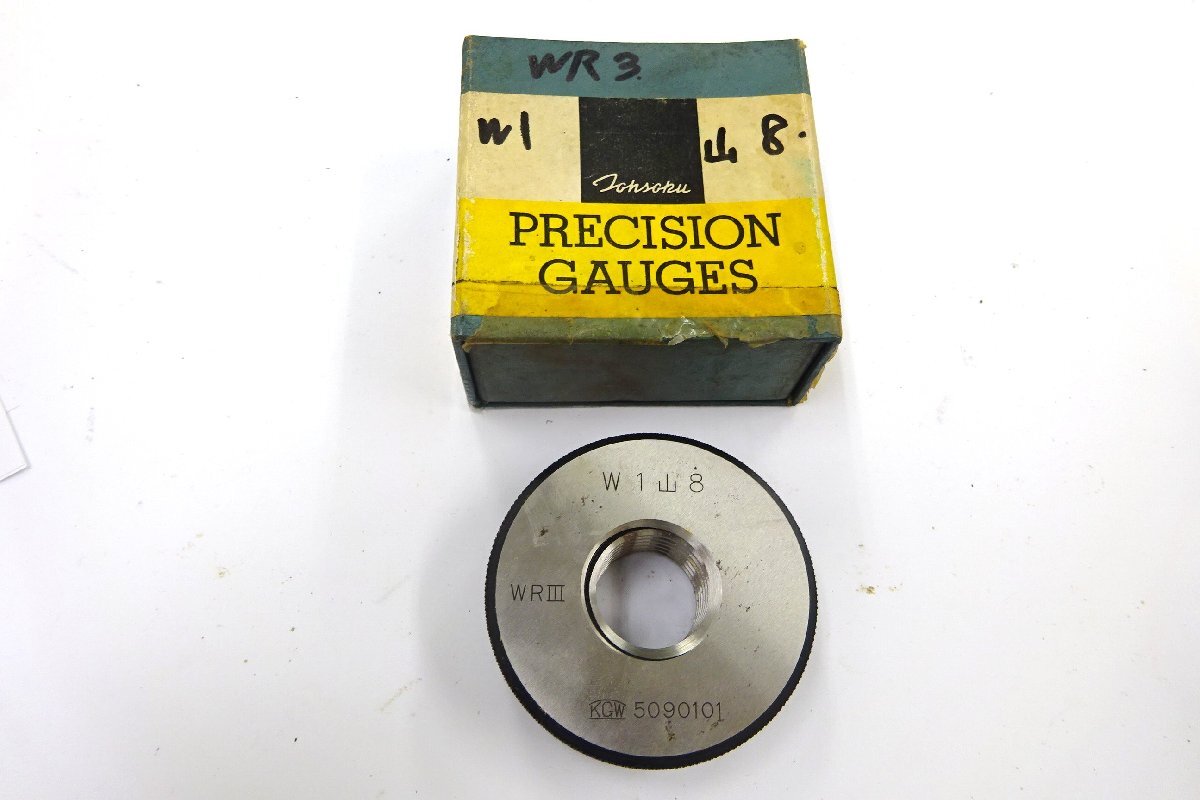 WR3
W1 山8.
Tohsoku
PRECISION
GAUGES
W1山8
WRIII
KGW 5090101